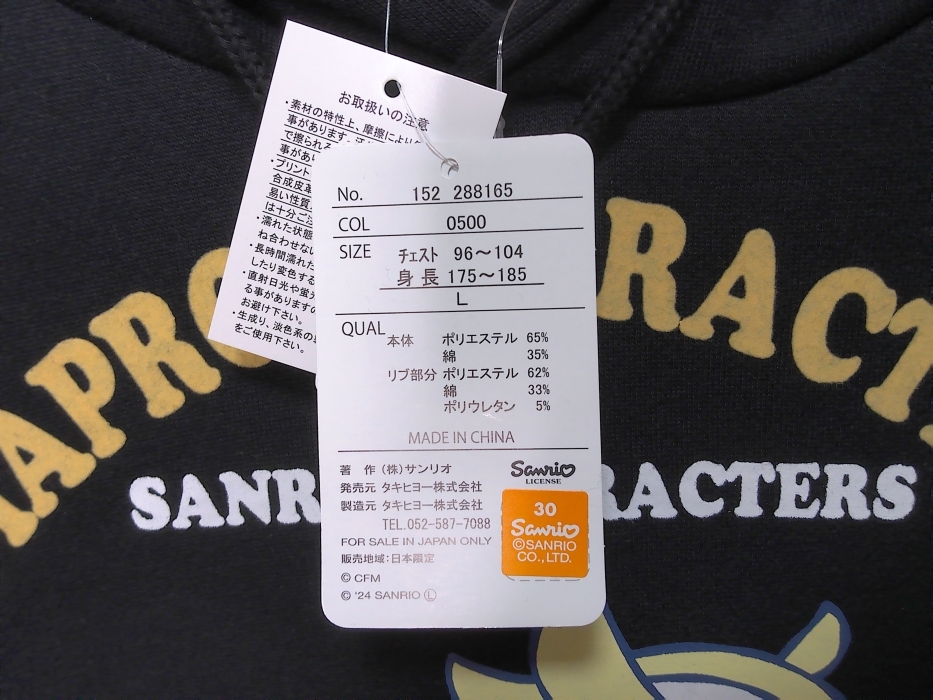 お取扱いの注意
・素材の特性上、摩擦により
事があります。
で擦られ
事があ
・プリント
合成皮革
易い性質
は十分ご注
・濡れた状態
ね合わせない
・長時間濡れた
したり変色する
・直射日光や蛍光
る事がありますの
お避け下さい。
・生成り、淡色系の
をご使用下さい。
No. 152 288165
COL 0500
SIZE チェスト 96〜104
身長 175〜185
L
QUAL
本体 ポリエステル 65%
綿 35%
リブ部分 ポリエステル 62%
綿 33%
ポリウレタン 5%
MADE IN CHINA
著 作 (株)サンリオ
発売元 タキヒヨー株式会社
製造元 タキヒヨー株式会社
TEL.052-587-7088
FOR SALE IN JAPAN ONLY
販売地域:日本限定
© CFM
© '24 SANRIO Ⓛ
Sanrio
LICENSE
30
Sanrio
©SANRIO
CO.,LTD.
APRO RACT
SANR RACTERS